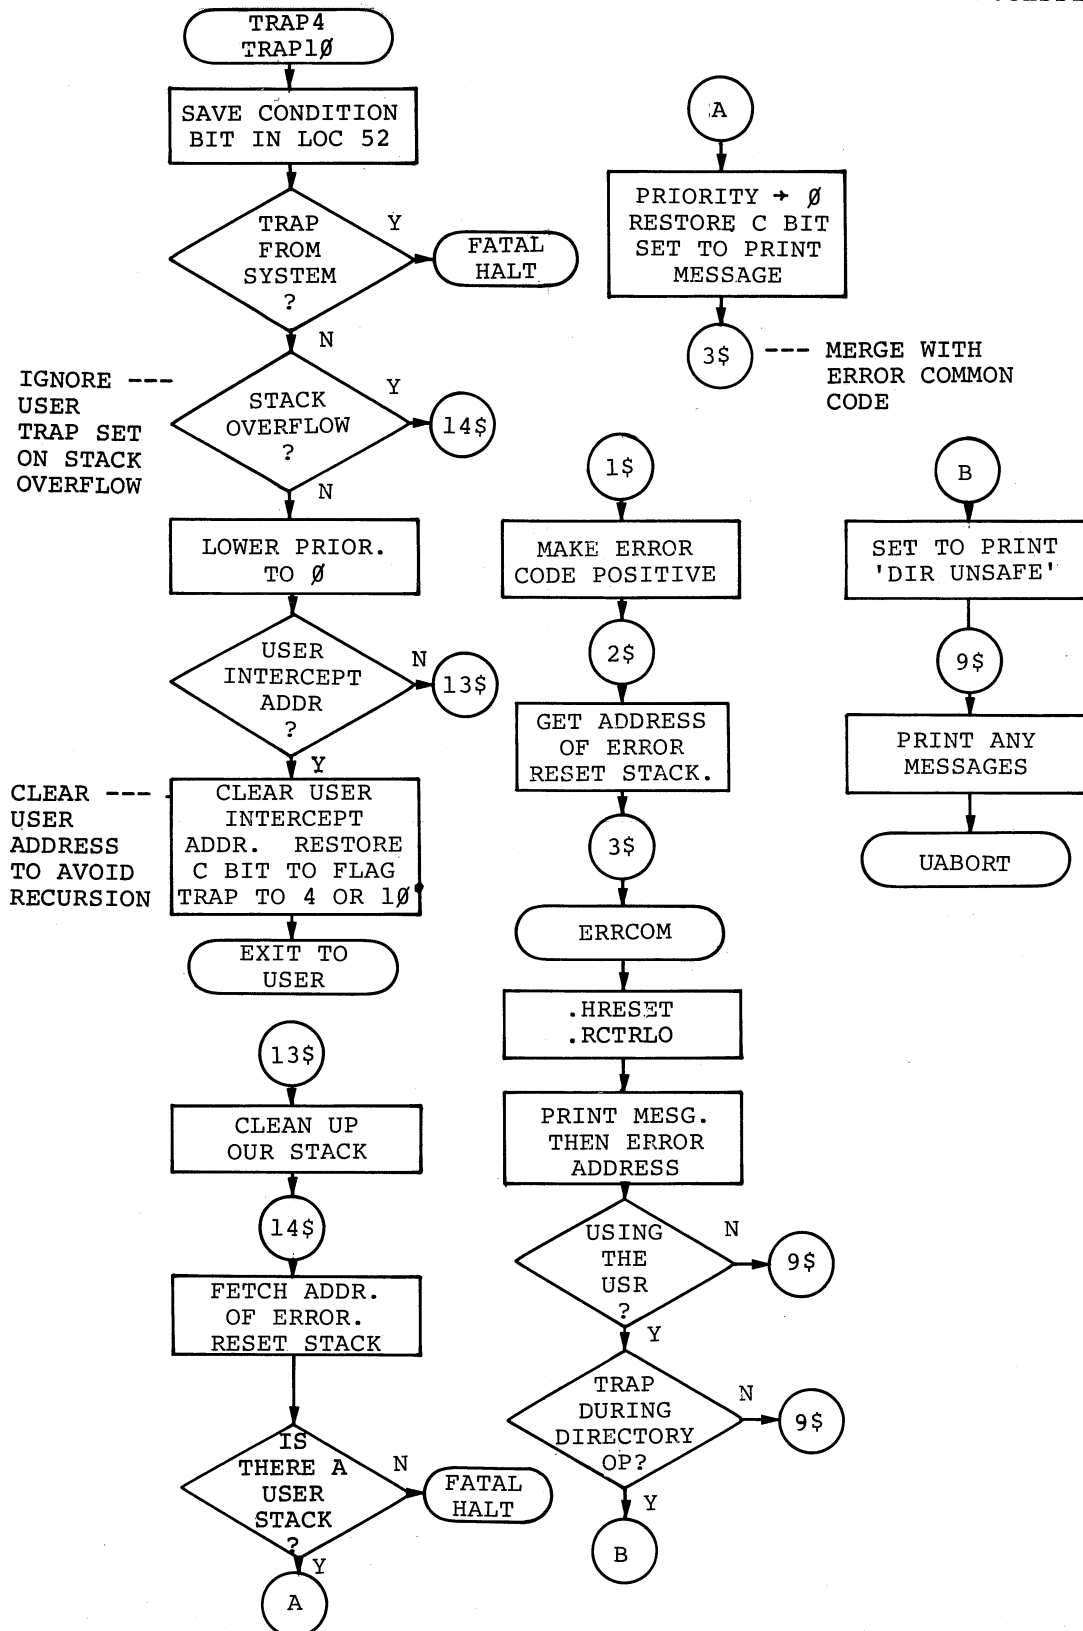 TRAP4
TRAP1Ø
SAVE CONDITION
BIT IN LOC 52
TRAP
FROM
SYSTEM
?
Y
FATAL
HALT
N
IGNORE ---
USER
TRAP SET
ON STACK
OVERFLOW
STACK
OVERFLOW
?
Y
14$
N
LOWER PRIOR.
TO Ø
USER
INTERCEPT
ADDR
?
N
13$
Y
CLEAR ---
USER
ADDRESS
TO AVOID
RECURSION
CLEAR USER
INTERCEPT
ADDR. RESTORE
C BIT TO FLAG
TRAP TO 4 OR 1Ø
EXIT TO
USER
13$
CLEAN UP
OUR STACK
14$
FETCH ADDR.
OF ERROR.
RESET STACK
IS
THERE A
USER
STACK
?
N
FATAL
HALT
Y
A
A
PRIORITY → Ø
RESTORE C BIT
SET TO PRINT
MESSAGE
3$
--- MERGE WITH
ERROR COMMON
CODE
1$
MAKE ERROR
CODE POSITIVE
2$
GET ADDRESS
OF ERROR
RESET STACK.
3$
ERRCOM
.HRESET
.RCTRLO
PRINT MESG.
THEN ERROR
ADDRESS
USING
THE
USR
?
N
9$
Y
TRAP
DURING
DIRECTORY
OP?
N
9$
Y
B
B
SET TO PRINT
'DIR UNSAFE'
9$
PRINT ANY
MESSAGES
UABORT